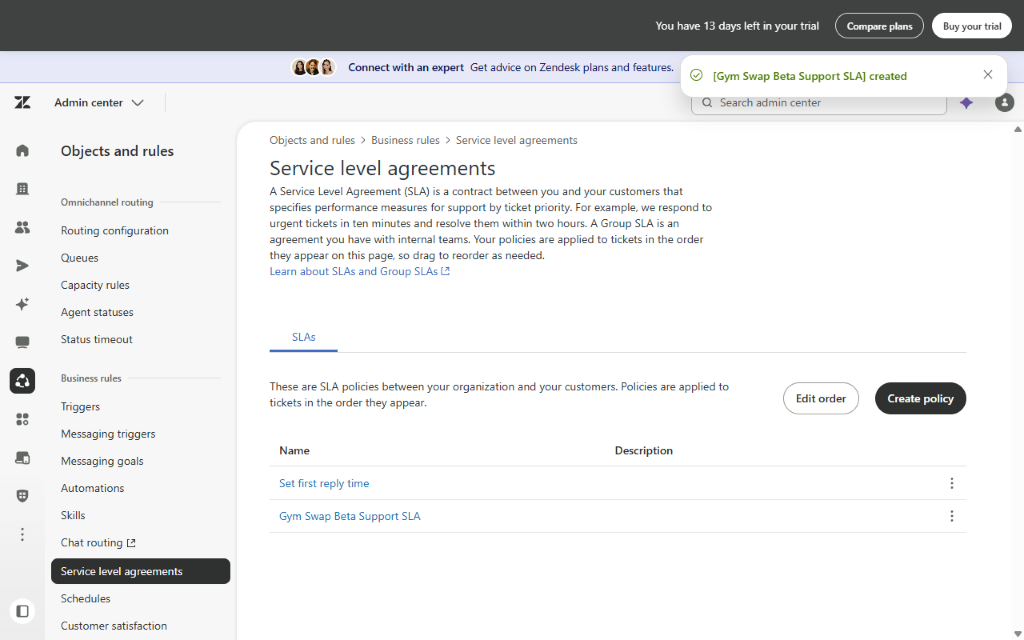 You have 13 days left in your trial
Compare plans
Buy your trial
Connect with an expert Get advice on Zendesk plans and features.
[Gym Swap Beta Support SLA] created
Admin center
Search admin center
Objects and rules
Omnichannel routing
Routing configuration
Queues
Capacity rules
Agent statuses
Status timeout
Business rules
Triggers
Messaging triggers
Messaging goals
Automations
Skills
Chat routing
Service level agreements
Schedules
Customer satisfaction
Objects and rules > Business rules > Service level agreements
Service level agreements
A Service Level Agreement (SLA) is a contract between you and your customers that
specifies performance measures for support by ticket priority. For example, we respond to
urgent tickets in ten minutes and resolve them within two hours. A Group SLA is an
agreement you have with internal teams. Your policies are applied to tickets in the order
they appear on this page, so drag to reorder as needed.
Learn about SLAs and Group SLAs
SLAs
These are SLA policies between your organization and your customers. Policies are applied to
tickets in the order they appear.
Edit order
Create policy
Name Description
Set first reply time
Gym Swap Beta Support SLA